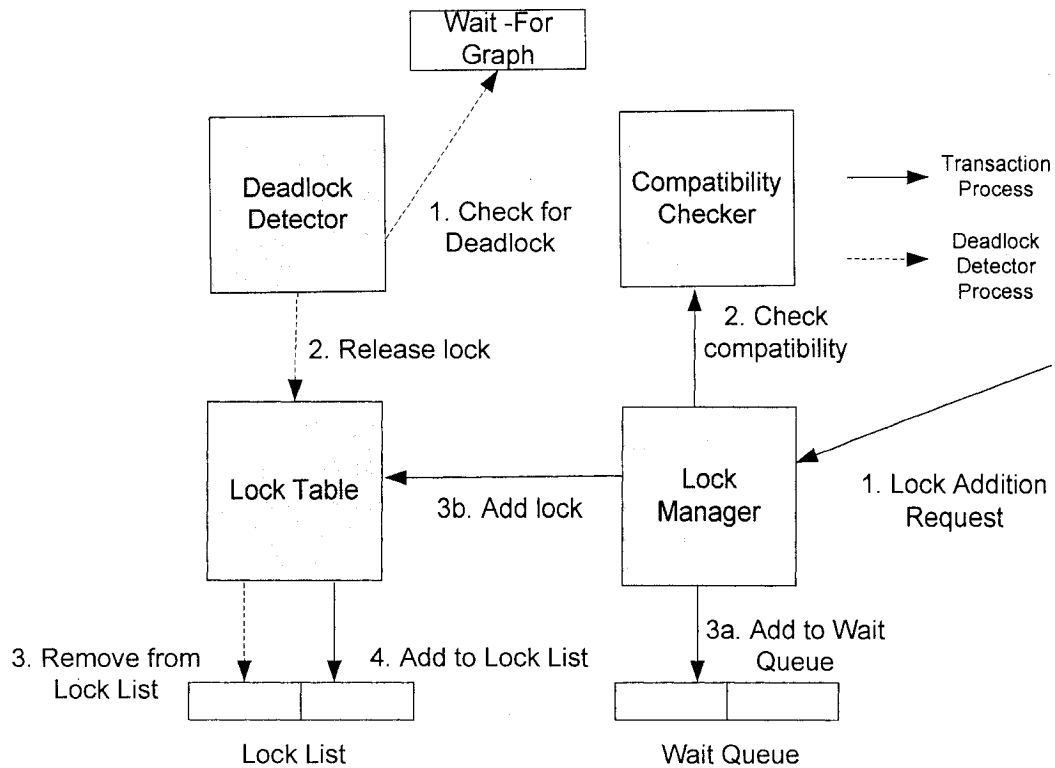 Wait -For
Graph
Deadlock
Detector
1. Check for
Deadlock
Compatibility
Checker
Transaction
Process
Deadlock
Detector
Process
2. Release lock
2. Check
compatibility
Lock Table
3b. Add lock
Lock
Manager
1. Lock Addition
Request
3. Remove from
Lock List
4. Add to Lock List
3a. Add to Wait
Queue
Lock List
Wait Queue